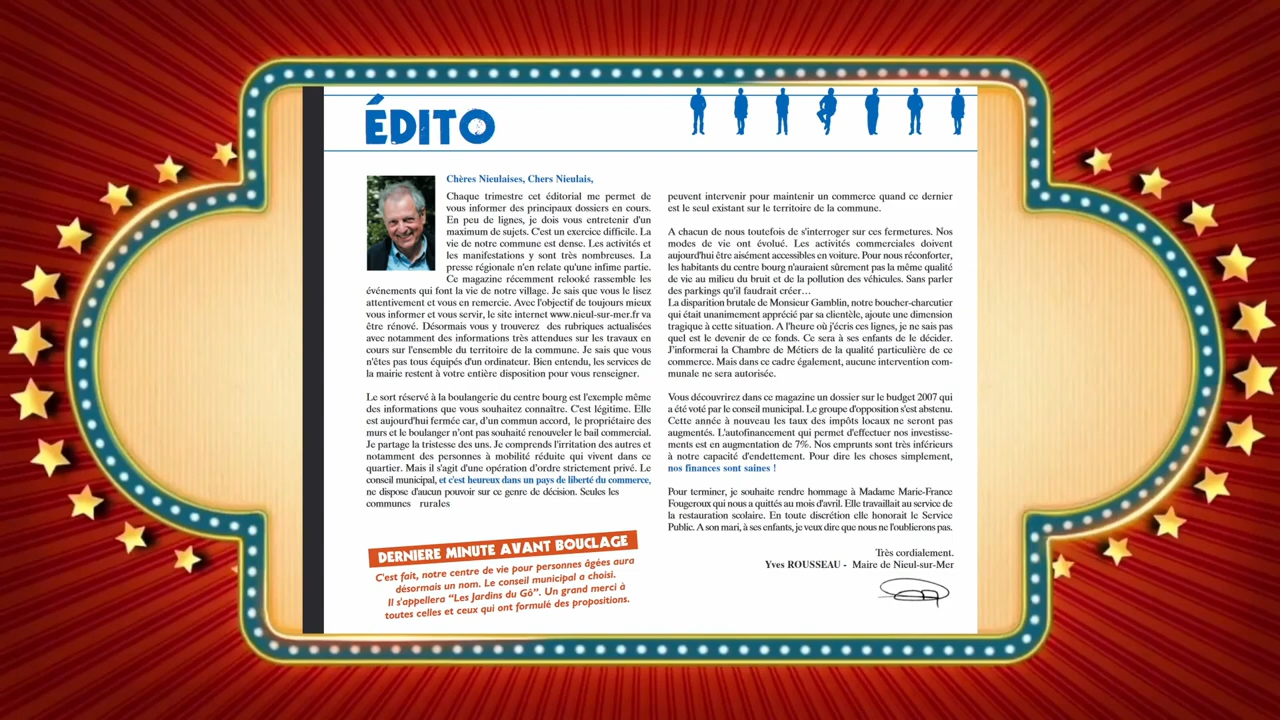 ÉDITO
Chères Nieulaises, Chers Nieulais,
Chaque trimestre cet éditorial me permet de
vous informer des principaux dossiers en cours.
En peu de lignes, je dois vous entretenir d'un
maximum de sujets. C'est un exercice difficile. La
vie de notre commune est dense. Les activités et
les manifestations y sont très nombreuses. La
presse régionale n'en relate qu'une infime partie.
Ce magazine récemment relooké rassemble les
événements qui font la vie de notre village. Je sais que vous le lisez
attentivement et vous en remercie. Avec l'objectif de toujours mieux
vous informer et vous servir, le site internet www.nieul-sur-mer.fr va
être rénové. Désormais vous y trouverez des rubriques actualisées
avec notamment des informations très attendues sur les travaux en
cours sur l'ensemble du territoire de la commune. Je sais que vous
n'êtes pas tous équipés d'un ordinateur. Bien entendu, les services de
la mairie restent à votre entière disposition pour vous renseigner.
Le sort réservé à la boulangerie du centre bourg est l'exemple même
des informations que vous souhaitez connaître. C'est légitime. Elle
est aujourd'hui fermée car, d'un commun accord, le propriétaire des
murs et le boulanger n'ont pas souhaité renouveler le bail commercial.
Je partage la tristesse des uns. Je comprends l'irritation des autres et
notamment des personnes à mobilité réduite qui vivent dans ce
quartier. Mais il s'agit d'une opération d'ordre strictement privé. Le
conseil municipal, et c'est heureux dans un pays de liberté du commerce,
ne dispose d'aucun pouvoir sur ce genre de décision. Seules les
communes rurales
DERNIERE MINUTE AVANT BOUCLAGE
C'est fait, notre centre de vie pour personnes âgées aura
désormais un nom. Le conseil municipal a choisi.
Il s'appellera “Les Jardins du Gô”. Un grand merci à
toutes celles et ceux qui ont formulé des propositions.
peuvent intervenir pour maintenir un commerce quand ce dernier
est le seul existant sur le territoire de la commune.
A chacun de nous toutefois de s'interroger sur ces fermetures. Nos
modes de vie ont évolué. Les activités commerciales doivent
aujourd'hui être aisément accessibles en voiture. Pour nous réconforter,
les habitants du centre bourg n'auraient sûrement pas la même qualité
de vie au milieu du bruit et de la pollution des véhicules. Sans parler
des parkings qu'il faudrait créer…
La disparition brutale de Monsieur Gamblin, notre boucher-charcutier
qui était unanimement apprécié par sa clientèle, ajoute une dimension
tragique à cette situation. A l'heure où j'écris ces lignes, je ne sais pas
quel est le devenir de ce fonds. Ce sera à ses enfants de le décider.
J'informerai la Chambre de Métiers de la qualité particulière de ce
commerce. Mais dans ce cadre également, aucune intervention com-
munale ne sera autorisée.
Vous découvrirez dans ce magazine un dossier sur le budget 2007 qui
a été voté par le conseil municipal. Le groupe d'opposition s'est abstenu.
Cette année à nouveau les taux des impôts locaux ne seront pas
augmentés. L'autofinancement qui permet d'effectuer nos investisse-
ments est en augmentation de 7%. Nos emprunts sont très inférieurs
à notre capacité d'endettement. Pour dire les choses simplement,
nos finances sont saines !
Pour terminer, je souhaite rendre hommage à Madame Marie-France
Fougeroux qui nous a quittés au mois d'avril. Elle travaillait au service de
la restauration scolaire. En toute discrétion elle honorait le Service
Public. A son mari, à ses enfants, je veux dire que nous ne l'oublierons pas.
Très cordialement.
Yves ROUSSEAU - Maire de Nieul-sur-Mer